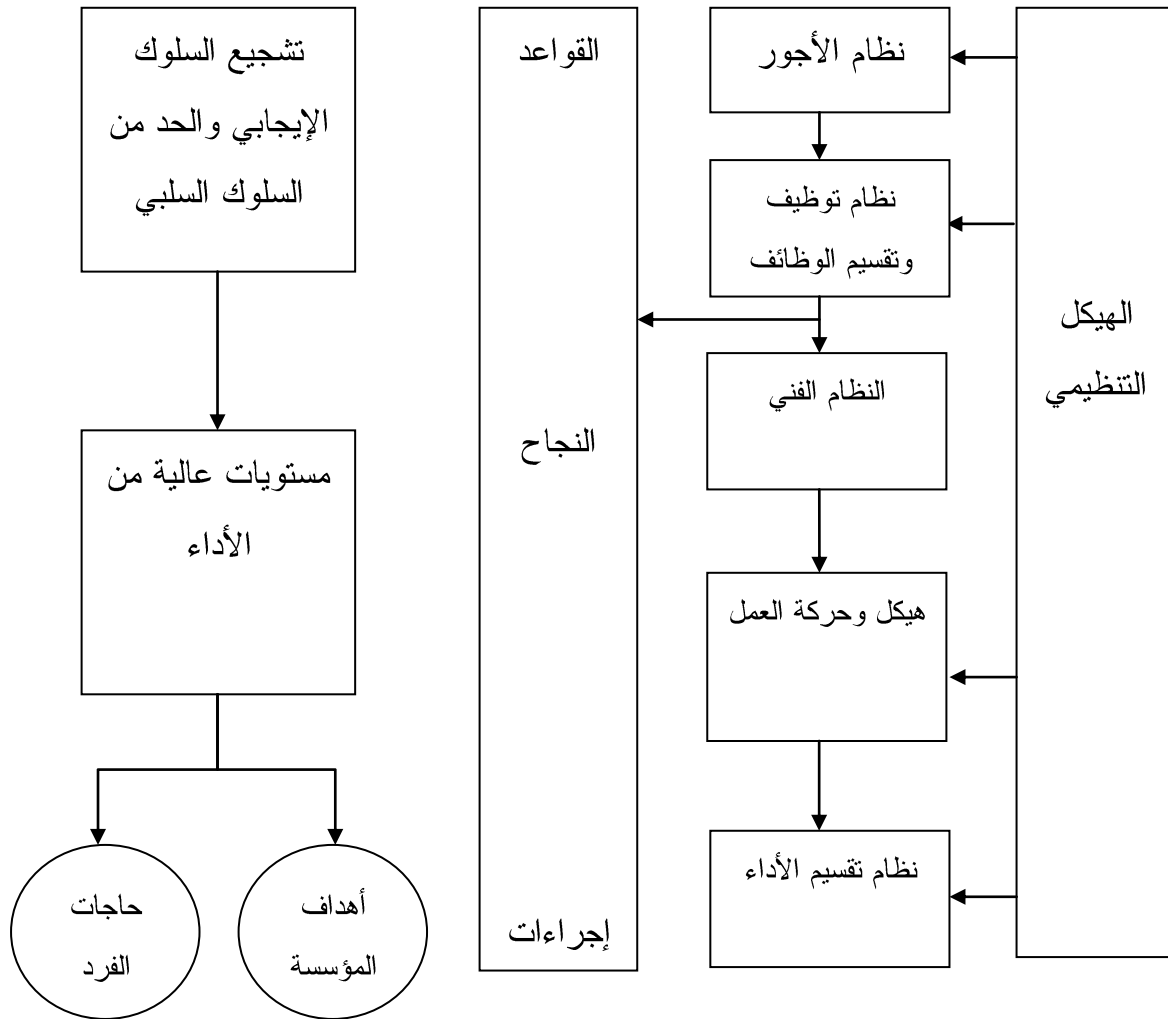 الهيكل
التنظيمي
نظام الأجور
نظام توظيف
وتقسيم الوظائف
النظام الفني
هيكل وحركة العمل
نظام تقسيم الأداء
القواعد
النجاح
إجراءات
تشجيع السلوك
الإيجابي والحد من
السلوك السلبي
مستويات عالية من
الأداء
أهداف
المؤسسة
حاجات
الفرد